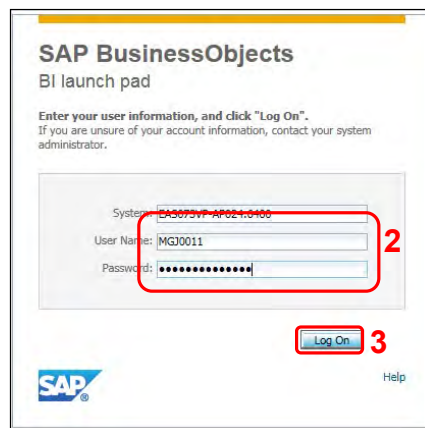 SAP BusinessObjects
BI launch pad
Enter your user information, and click "Log On".
If you are unsure of your account information, contact your system
administrator.
System:
User Name: MGJ0011
2
Password: ••••••••••••••
Log On 3
SAP®
Help